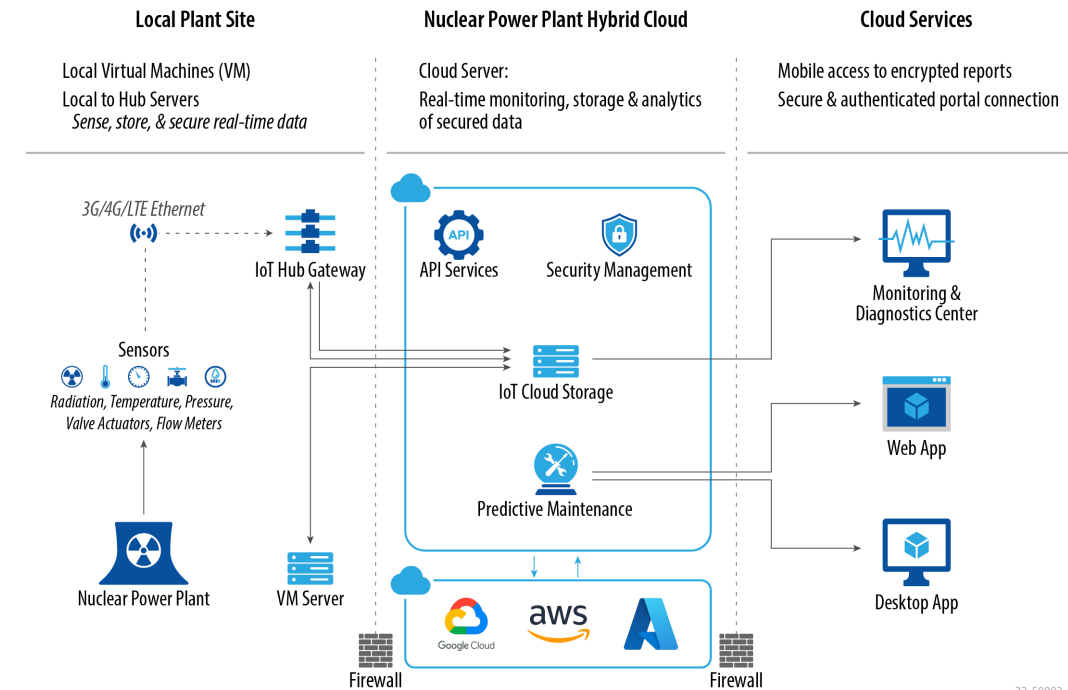 Local Plant Site
Local Virtual Machines (VM)
Local to Hub Servers
Sense, store, & secure real-time data
Nuclear Power Plant Hybrid Cloud
Cloud Server:
Real-time monitoring, storage & analytics
of secured data
Cloud Services
Mobile access to encrypted reports
Secure & authenticated portal connection
3G/4G/LTE Ethernet
IoT Hub Gateway
Sensors
Radiation, Temperature, Pressure,
Valve Actuators, Flow Meters
Nuclear Power Plant
VM Server
API
API Services
Security Management
IoT Cloud Storage
Predictive Maintenance
Google Cloud
aws
Monitoring &
Diagnostics Center
Web App
Desktop App
Firewall
Firewall